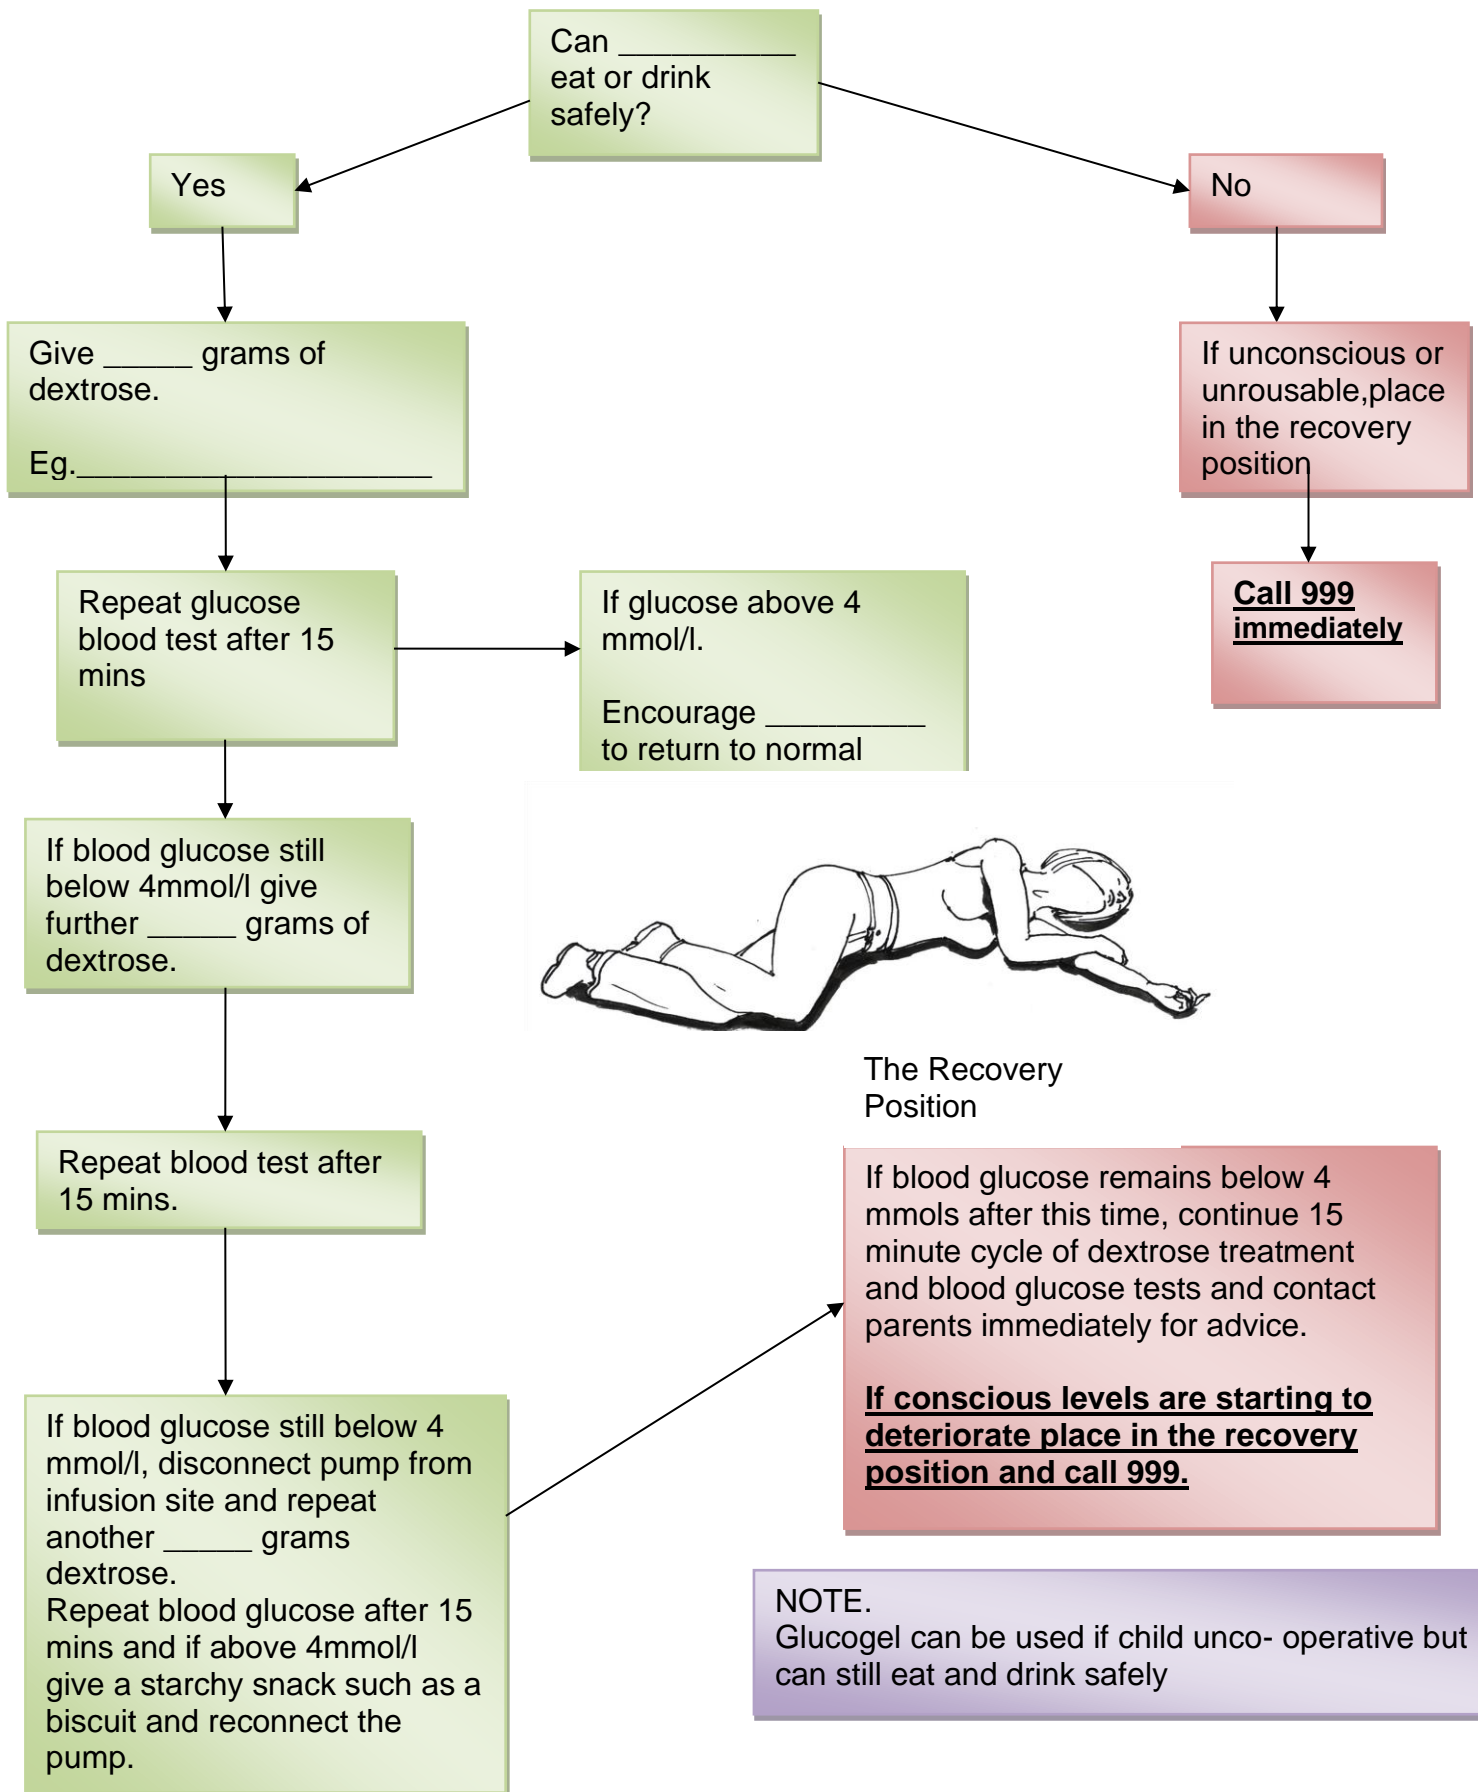 Can __________
eat or drink
safely?
Yes
No
Give _____ grams of
dextrose.
Eg.____________________
If unconscious or
unrousable,place
in the recovery
position
Repeat glucose
blood test after 15
mins
If glucose above 4
mmol/l.
Encourage _________
to return to normal
Call 999
immediately
If blood glucose still
below 4mmol/l give
further _____ grams of
dextrose.
The Recovery
Position
Repeat blood test after
15 mins.
If blood glucose remains below 4
mmols after this time, continue 15
minute cycle of dextrose treatment
and blood glucose tests and contact
parents immediately for advice.
If conscious levels are starting to
deteriorate place in the recovery
position and call 999.
If blood glucose still below 4
mmol/l, disconnect pump from
infusion site and repeat
another _____ grams
dextrose.
Repeat blood glucose after 15
mins and if above 4mmol/l
give a starchy snack such as a
biscuit and reconnect the
pump.
NOTE.
Glucogel can be used if child unco- operative but
can still eat and drink safely